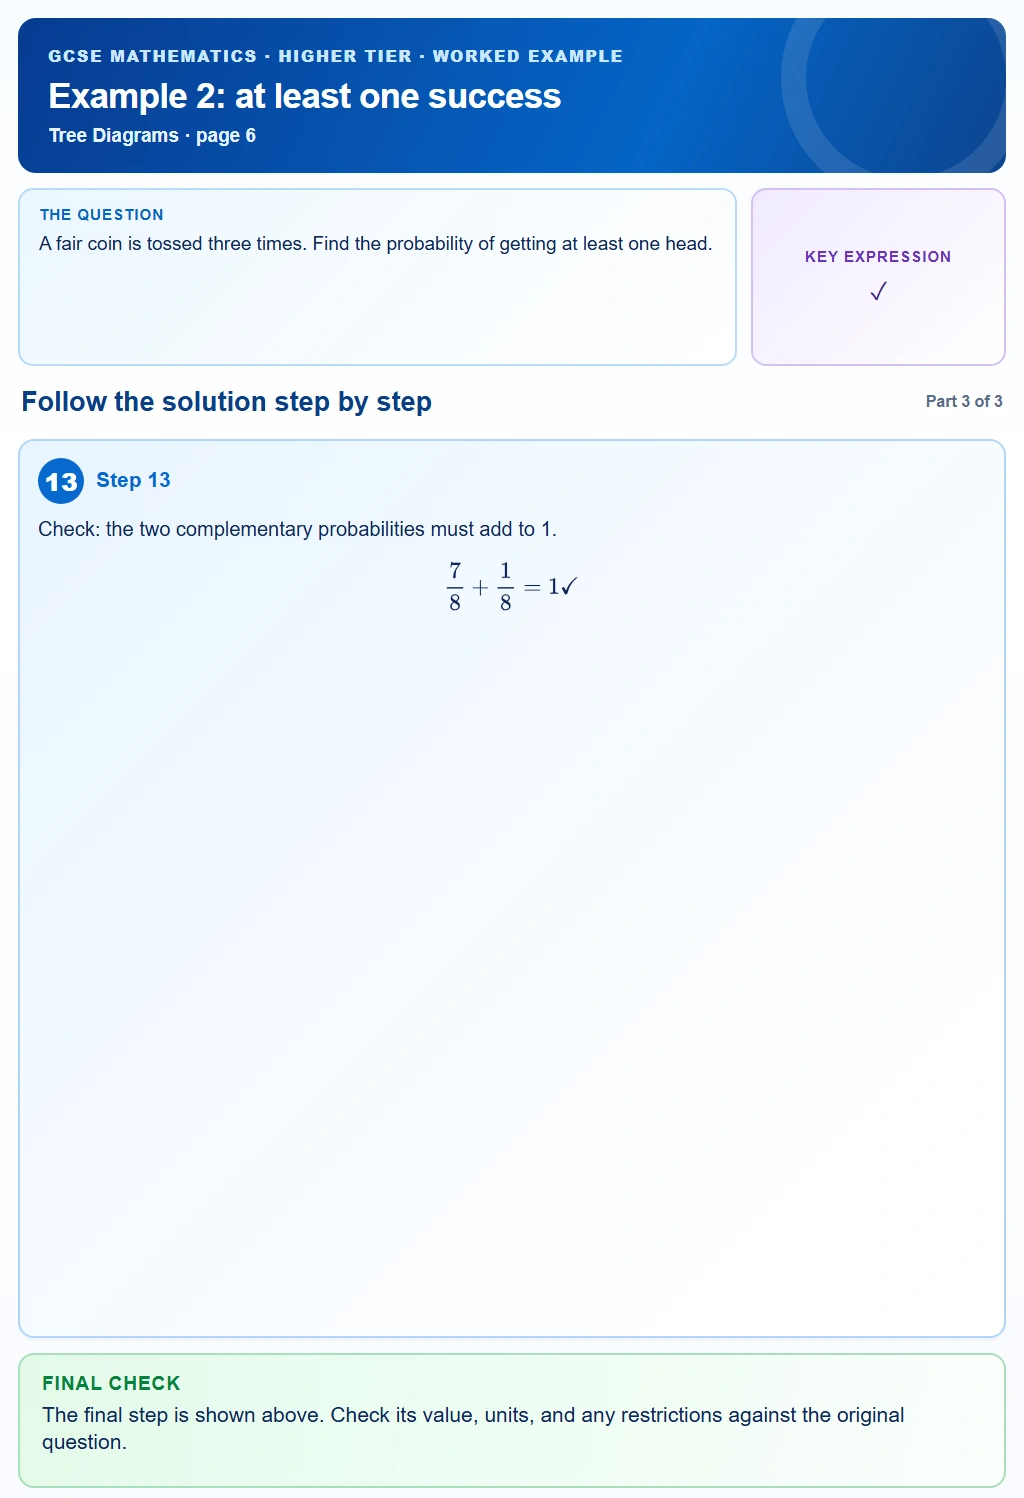 GCSE MATHEMATICS · HIGHER TIER · WORKED EXAMPLE
Example 2: at least one success
Tree Diagrams · page 6
THE QUESTION
A fair coin is tossed three times. Find the probability of getting at least one head.
KEY EXPRESSION
✓
Follow the solution step by step
Part 3 of 3
13 Step 13
Check: the two complementary probabilities must add to 1.
7/8 + 1/8 = 1✓
FINAL CHECK
The final step is shown above. Check its value, units, and any restrictions against the original
question.